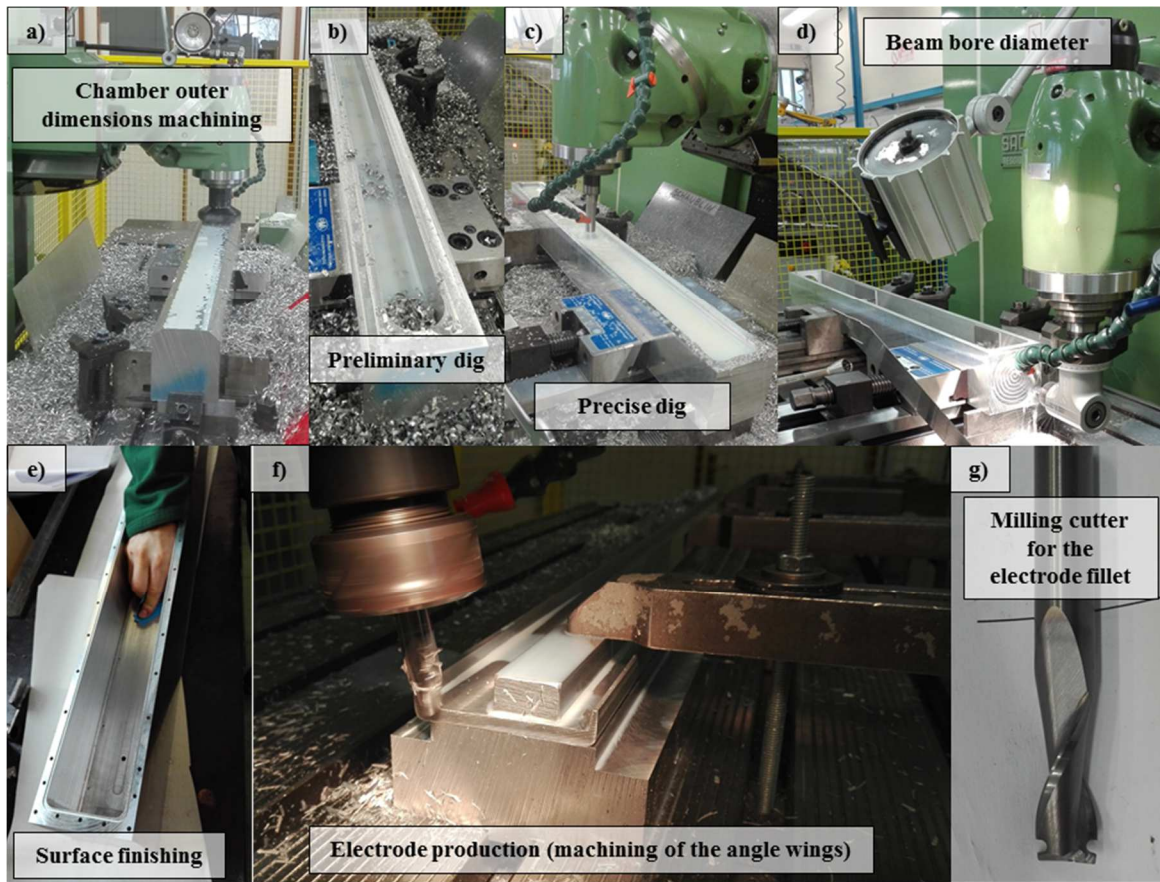 a)
Chamber outer
dimensions machining
b)
Preliminary dig
c)
Precise dig
d)
Beam bore diameter
e)
Surface finishing
f)
Electrode production (machining of the angle wings)
g)
Milling cutter
for the
electrode fillet